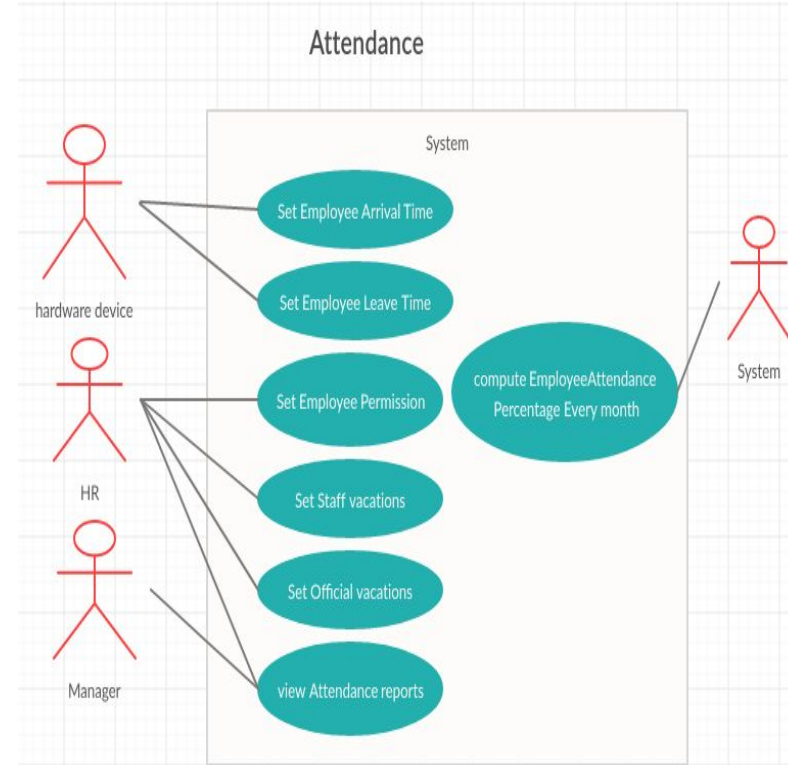 Attendance
System
Set Employee Arrival Time
hardware device
Set Employee Leave Time
compute EmployeeAttendance
Percentage Every month
System
Set Employee Permission
HR
Set Staff vacations
Set Official vacations
Manager
view Attendance reports